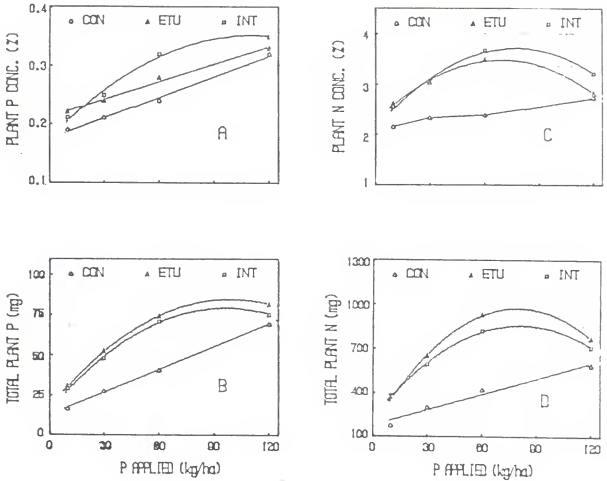 PLANT P CONC. (%)
0.4
0.3
0.2
0.1
CON ETU INT
A
PLANT N CONC. (%)
4
3
2
1
CON ETU INT
C
TOTAL PLANT P (mg)
100
75
50
25
0
CON ETU INT
B
0 30 60 90 120
P APPLIED (kg/ha)
TOTAL PLANT N (mg)
1300
1000
700
400
100
CON ETU INT
D
0 30 60 90 120
P APPLIED (kg/ha)